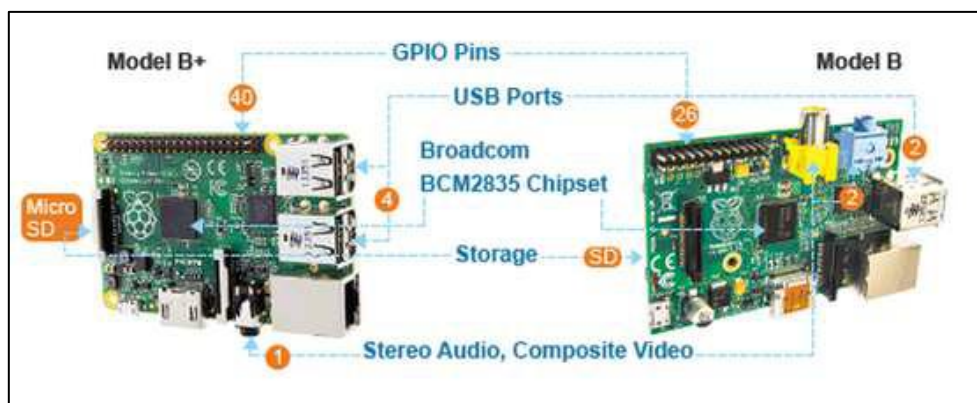 Model B+
GPIO Pins
Model B
40
USB Ports
26
2
Broadcom
BCM2835 Chipset
4
2
Micro
SD
Storage
SD
1
Stereo Audio, Composite Video